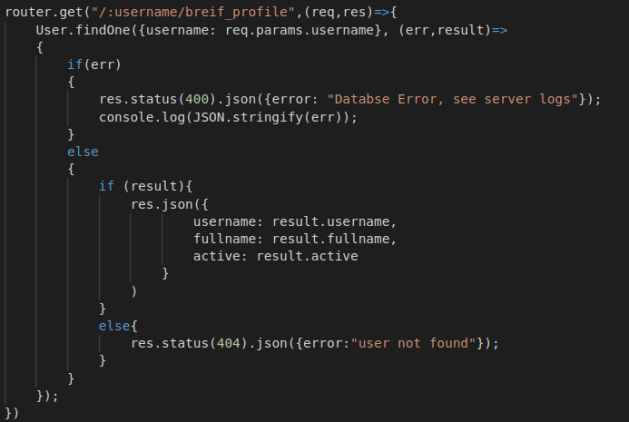 router.get("/:username/breif_profile",(req,res)=>{
    User.findOne({username: req.params.username}, (err,result)=>
    {
        if(err)
        {
            res.status(400).json({error: "Databse Error, see server logs"});
            console.log(JSON.stringify(err));
        }
        else
        {
            if (result){
                res.json({
                        username: result.username,
                        fullname: result.fullname,
                        active: result.active
                    }
                )
            }
            else{
                res.status(404).json({error:"user not found"});
            }
        }
    });
})